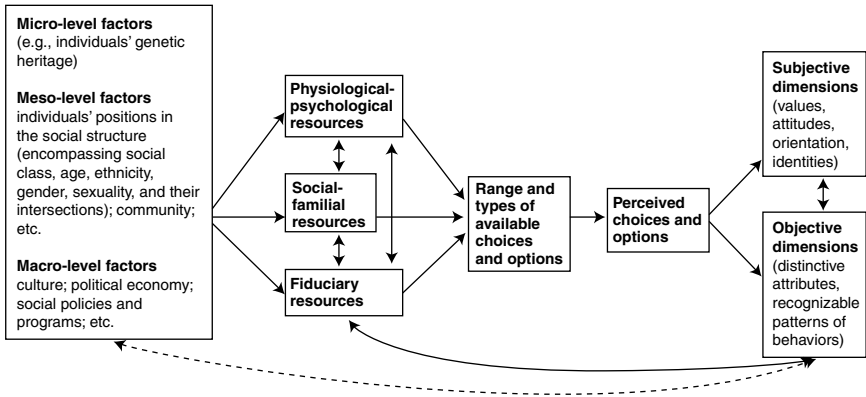 Micro-level factors
(e.g., individuals' genetic
heritage)
Meso-level factors
individuals' positions in
the social structure
(encompassing social
class, age, ethnicity,
gender, sexuality, and their
intersections); community;
etc.
Macro-level factors
culture; political economy;
social policies and
programs; etc.
Physiological-
psychological
resources
Social-
familial
resources
Fiduciary
resources
Range and
types of
available
choices
and options
Perceived
choices and
options
Subjective
dimensions
(values,
attitudes,
orientation,
identities)
Objective
dimensions
(distinctive
attributes,
recognizable
patterns of
behaviors)